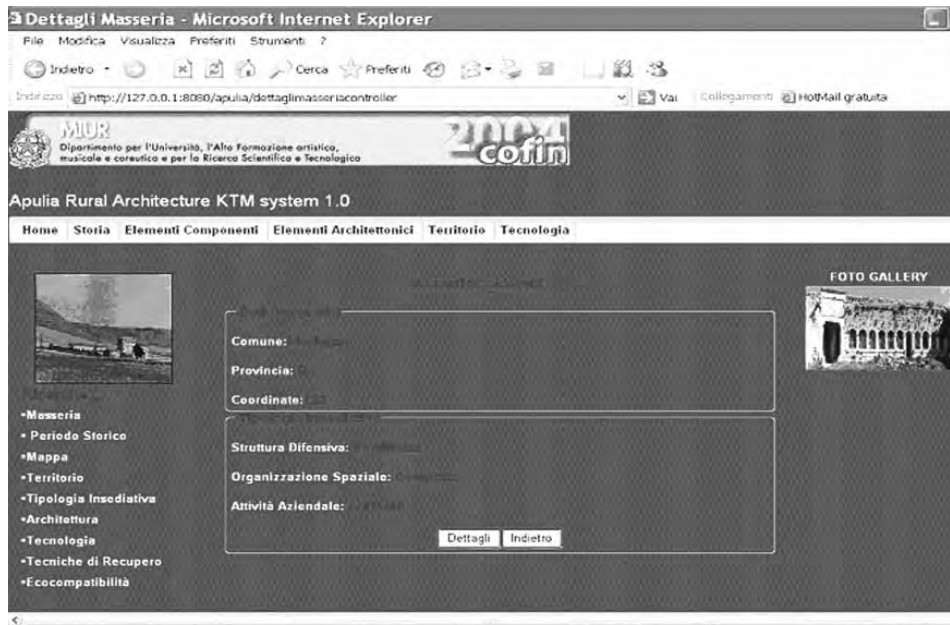 Dettagli Masseria - Microsoft Internet Explorer
File Modifica Visualizza Preferiti Strumenti ?
Indietro Cerca Preferiti
Indirizzo http://127.0.0.1:8080/apulia/dettaglimasseriacontroller Vai Collegamenti HotMail gratuita
MIUR
Dipartimento per l'Università, l'Alta Formazione artistica,
musicale e coreutica e per la Ricerca Scientifica e Tecnologica
2004
cofin
Apulia Rural Architecture KTM system 1.0
Home Storia Elementi Componenti Elementi Architettonici Territorio Tecnologia
FOTO GALLERY
Comune:
Provincia:
Coordinate:
Struttura Difensiva:
Organizzazione Spaziale:
Attività Aziendale:
Dettagli Indietro
•Masseria
• Periodo Storico
•Mappa
•Territorio
•Tipologia Insediativa
•Architettura
•Tecnologia
•Tecniche di Recupero
•Ecocompatibilità